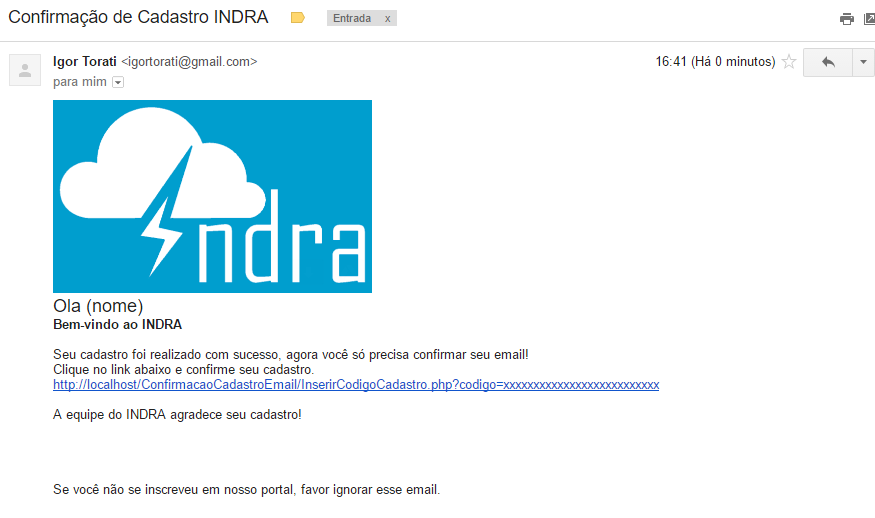 Confirmação de Cadastro INDRA Entrada x
Igor Torati <igortorati@gmail.com> 16:41 (Há 0 minutos)
para mim
Indra
Ola (nome)
Bem-vindo ao INDRA
Seu cadastro foi realizado com sucesso, agora você só precisa confirmar seu email!
Clique no link abaixo e confirme seu cadastro.
http://localhost/ConfirmacaoCadastroEmail/InserirCodigoCadastro.php?codigo=xxxxxxxxxxxxxxxxxxxxxxxxxx
A equipe do INDRA agradece seu cadastro!
Se você não se inscreveu em nosso portal, favor ignorar esse email.